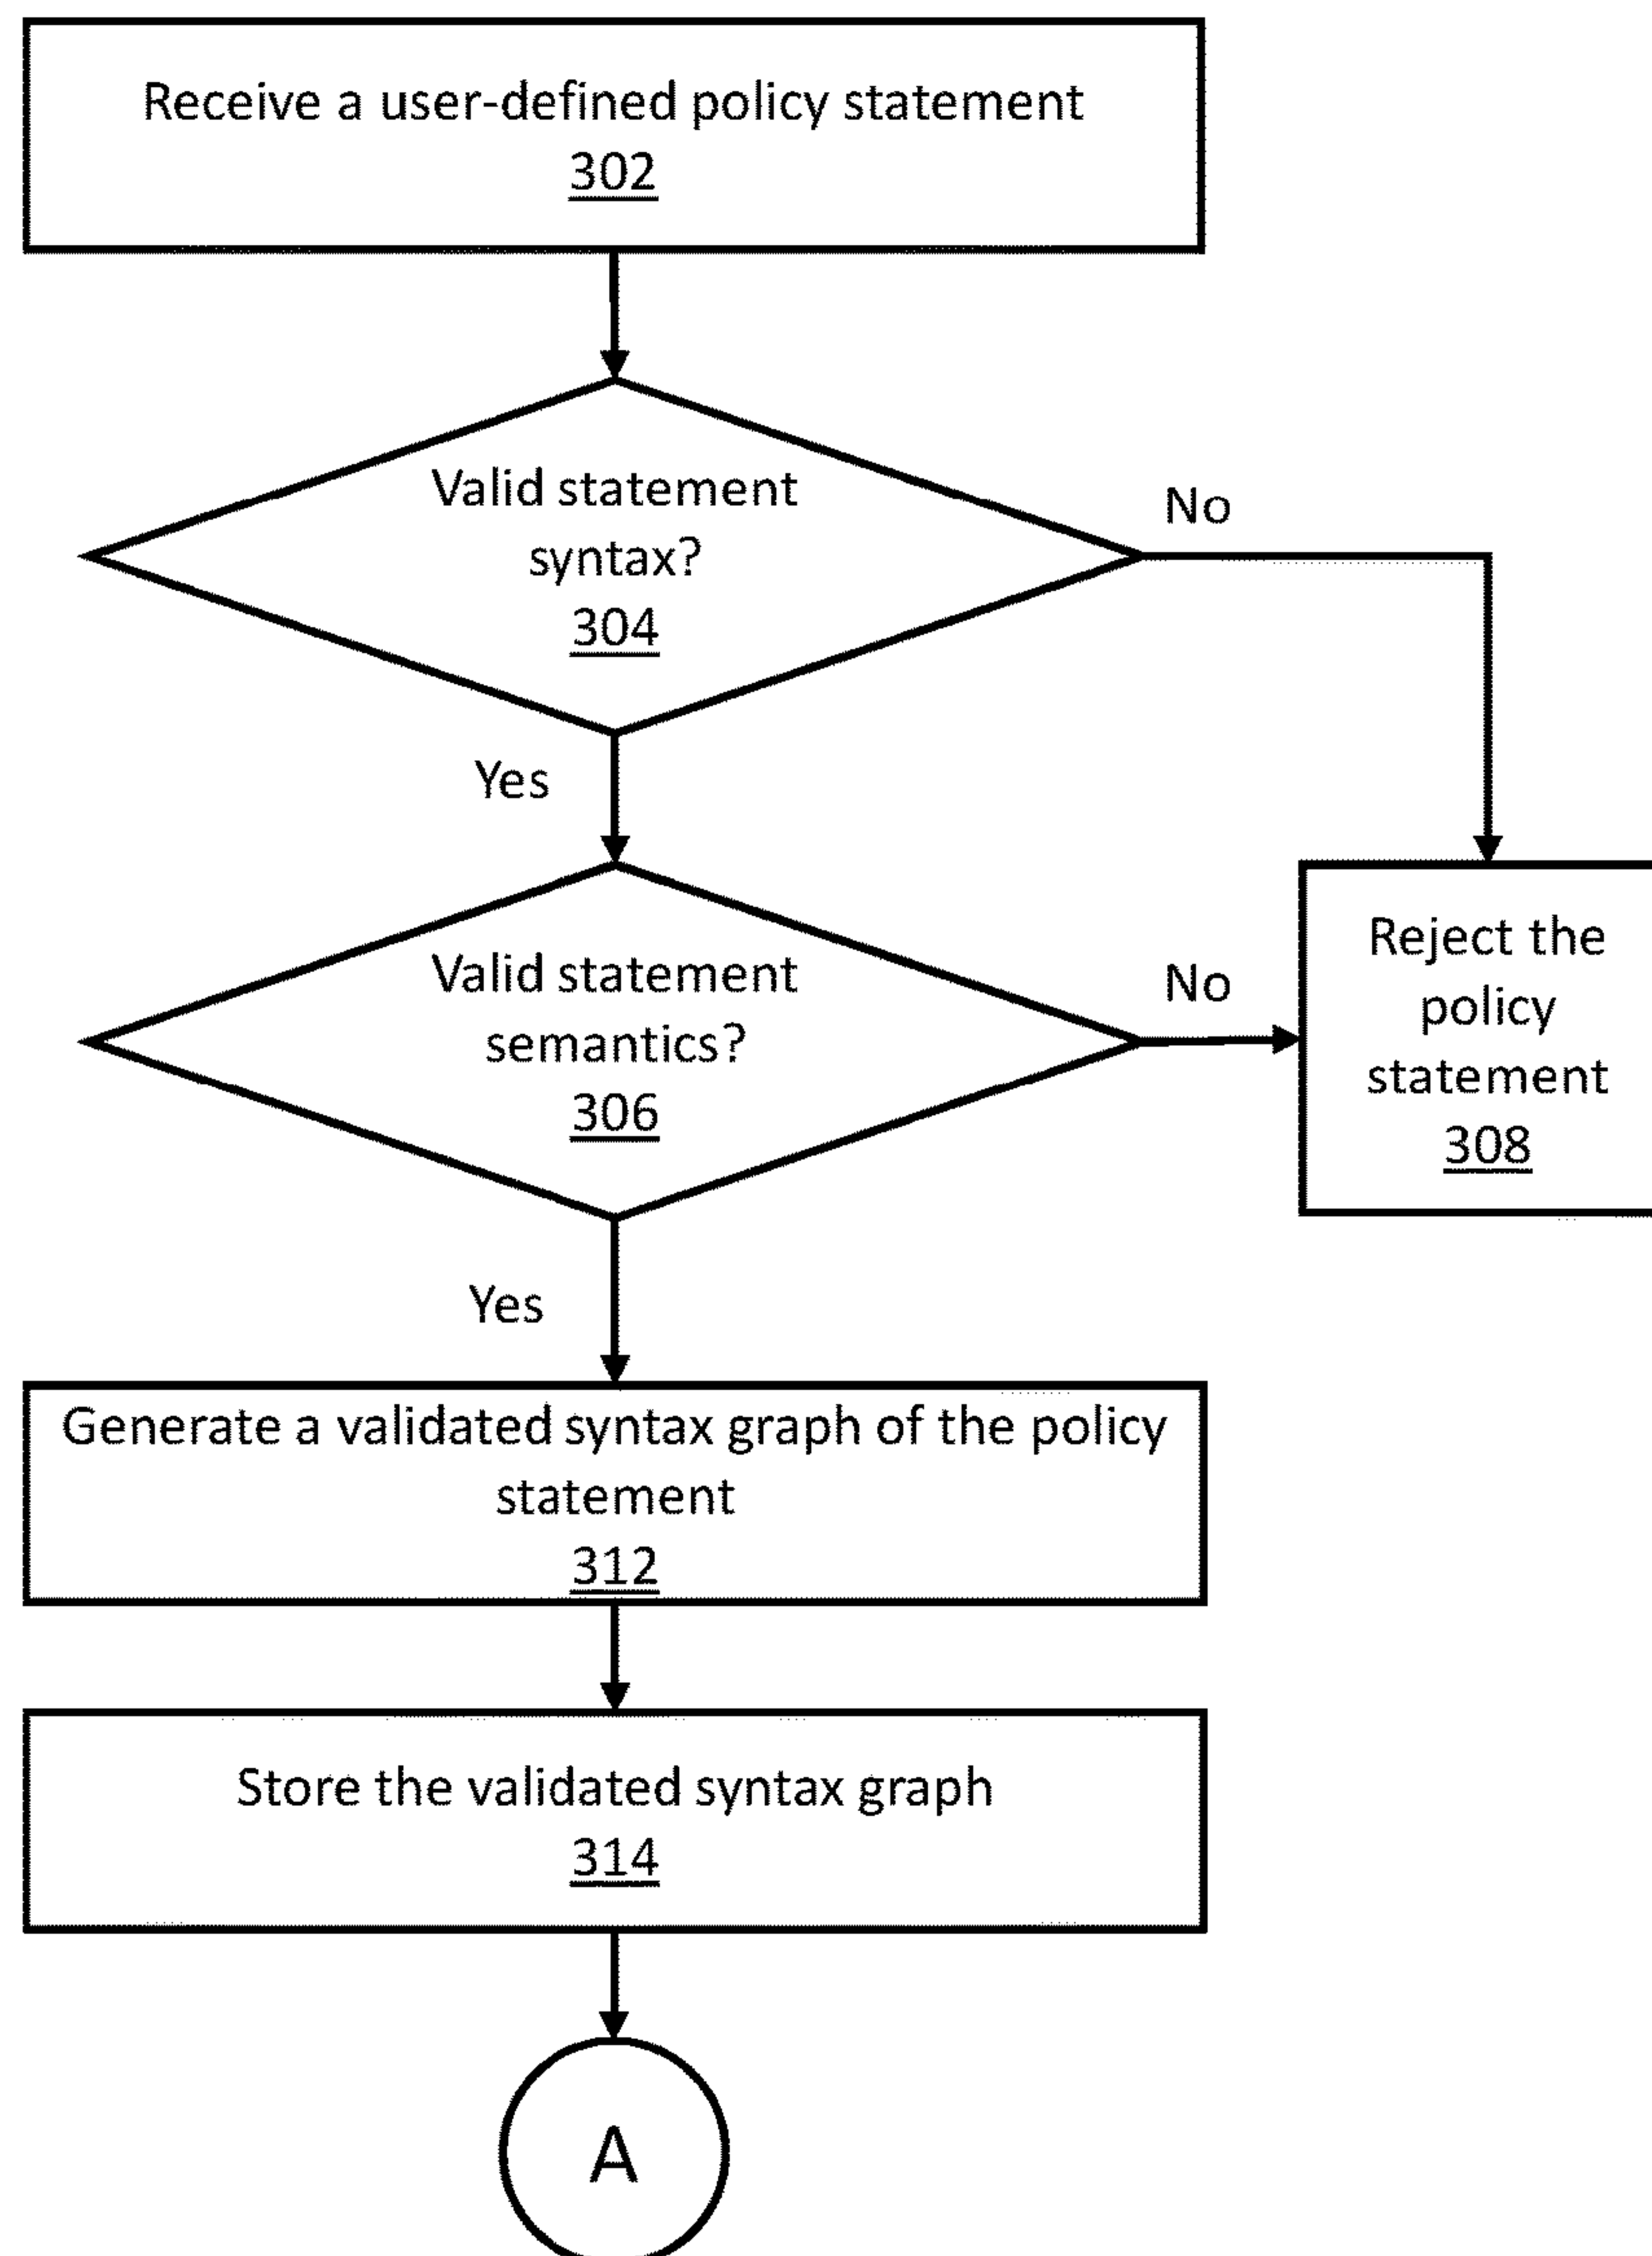 Receive a user-defined policy statement
302
Valid statement
syntax?
304
No
Yes
Valid statement
semantics?
306
No
Reject the
policy
statement
308
Yes
Generate a validated syntax graph of the policy
statement
312
Store the validated syntax graph
314
A